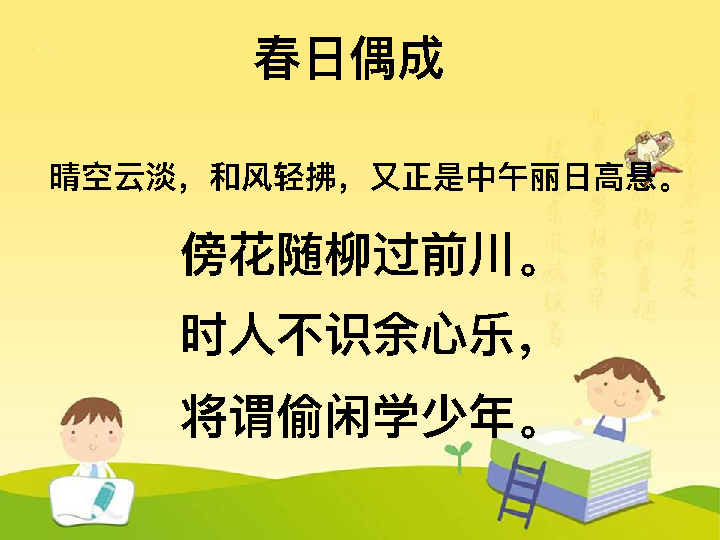 春日偶成
晴空云淡，和风轻拂，又正是中午丽日高悬。
傍花随柳过前川。
时人不识余心乐，
将谓偷闲学少年。